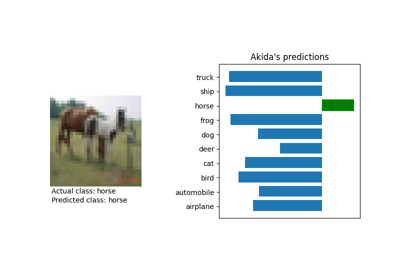 Akida's predictions
truck
ship
horse
frog
dog
deer
cat
bird
automobile
airplane
Actual class: horse
Predicted class: horse